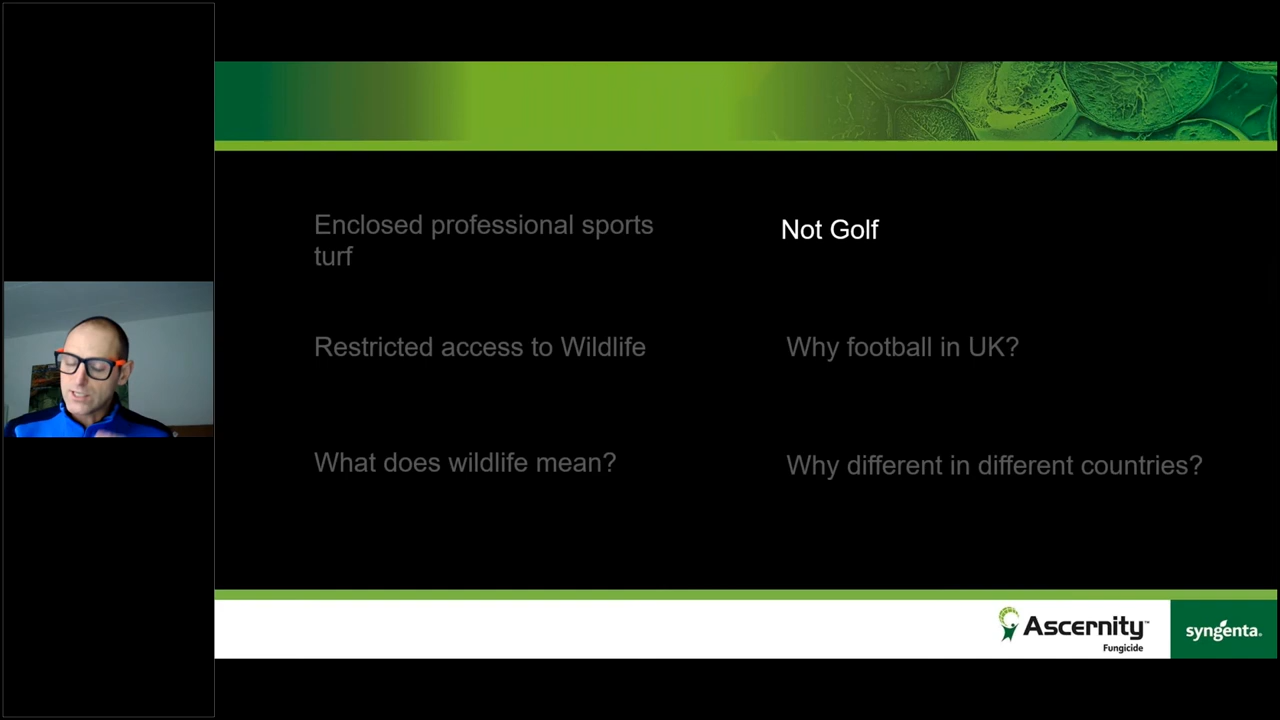 Enclosed professional sports
turf
Not Golf
Restricted access to Wildlife
Why football in UK?
What does wildlife mean?
Why different in different countries?
Ascernity™
Fungicide
syngenta®